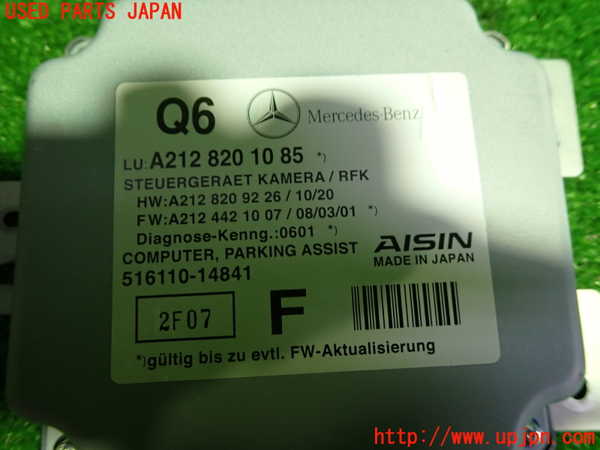 USED PARTS JAPAN
Q6
Mercedes-Benz
LU:A212 820 10 85 *)
STEUERGERAET KAMERA / RFK
HW:A212 820 92 26 / 10/20
FW:A212 442 10 07 / 08/03/01 *)
Diagnose-Kenng.:0601 *)
COMPUTER, PARKING ASSIST
516110-14841
AISIN
MADE IN JAPAN
2F07
F
*)gültig bis zu evtl. FW-Aktualisierung
http://www.upjpn.com/